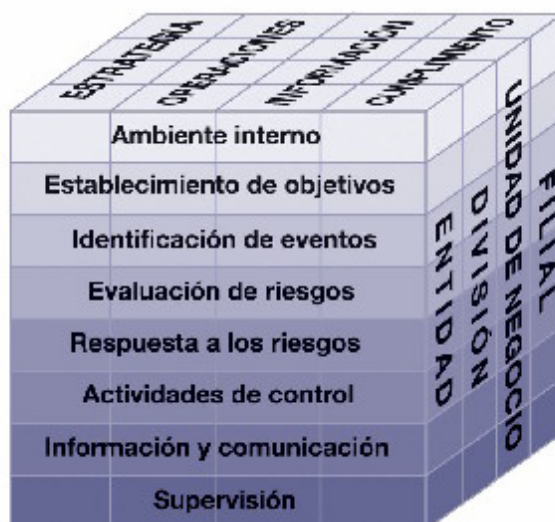 ESTRATEGIA
OPERACIONES
INFORMACIÓN
CUMPLIMIENTO
Ambiente interno
Establecimiento de objetivos
Identificación de eventos
Evaluación de riesgos
Respuesta a los riesgos
Actividades de control
Información y comunicación
Supervisión
ENTIDAD
DIVISIÓN
UNIDAD DE NEGOCIO
FILIAL